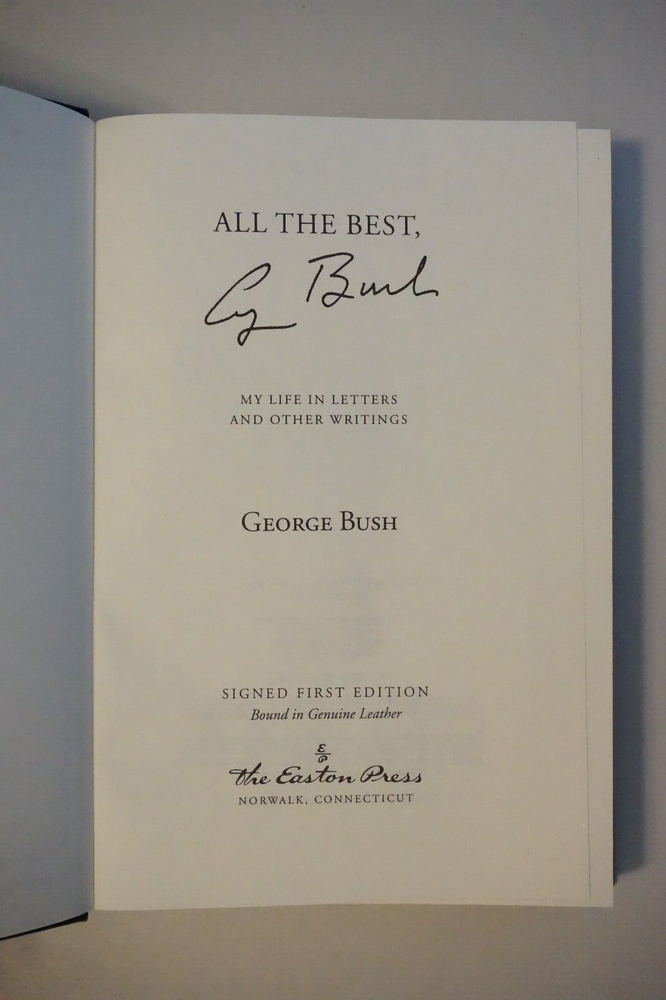 ALL THE BEST,
G Bush
MY LIFE IN LETTERS
AND OTHER WRITINGS
GEORGE BUSH
SIGNED FIRST EDITION
Bound in Genuine Leather
E
P
the Easton Press
NORWALK, CONNECTICUT